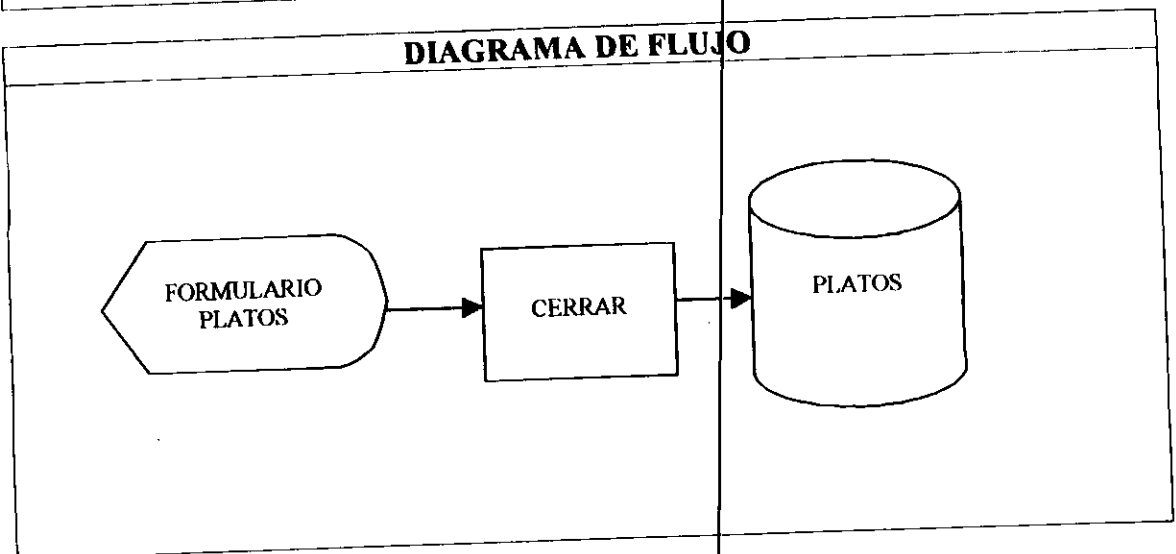 DIAGRAMA DE FLUJO
FORMULARIO
PLATOS
CERRAR
PLATOS